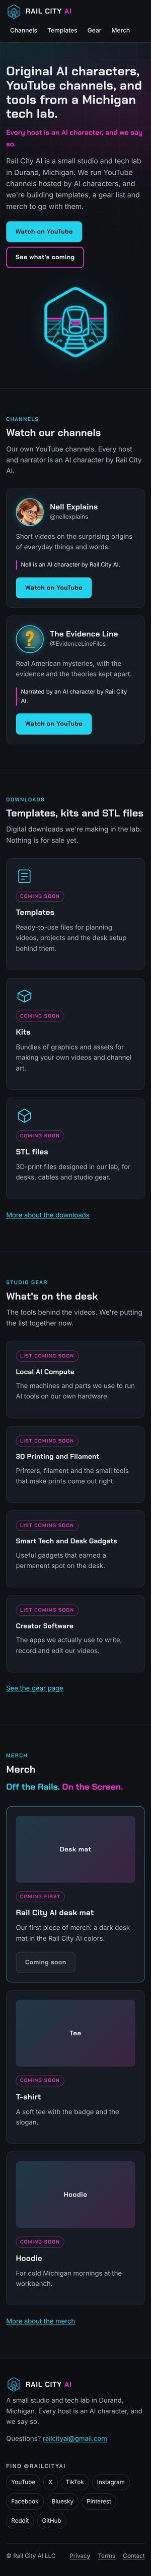 RAIL CITY AI
Channels Templates Gear Merch
Original AI characters,
YouTube channels, and
tools from a Michigan
tech lab.
Every host is an AI character, and we say
so.
Rail City AI is a small studio and tech lab
in Durand, Michigan. We run YouTube
channels hosted by AI characters, and
we're building templates, a gear list and
merch to go with them.
Watch on YouTube
See what's coming
CHANNELS
Watch our channels
Our own YouTube channels. Every host
and narrator is an AI character by Rail City
AI.
Nell Explains
@nellexplains
Short videos on the surprising origins
of everyday things and words.
Nell is an AI character by Rail City AI.
Watch on YouTube
The Evidence Line
@EvidenceLineFiles
Real American mysteries, with the
evidence and the theories kept apart.
Narrated by an AI character by Rail City
AI.
Watch on YouTube
DOWNLOADS
Templates, kits and STL files
Digital downloads we're making in the lab.
Nothing is for sale yet.
COMING SOON
Templates
Ready-to-use files for planning
videos, projects and the desk setup
behind them.
COMING SOON
Kits
Bundles of graphics and assets for
making your own videos and channel
art.
COMING SOON
STL files
3D-print files designed in our lab, for
desks, cables and studio gear.
More about the downloads
STUDIO GEAR
What's on the desk
The tools behind the videos. We're putting
the list together now.
LIST COMING SOON
Local AI Compute
The machines and parts we use to run
AI tools on our own hardware.
LIST COMING SOON
3D Printing and Filament
Printers, filament and the small tools
that make prints come out right.
LIST COMING SOON
Smart Tech and Desk Gadgets
Useful gadgets that earned a
permanent spot on the desk.
LIST COMING SOON
Creator Software
The apps we actually use to write,
record and edit our videos.
See the gear page
MERCH
Merch
Off the Rails. On the Screen.
Desk mat
COMING FIRST
Rail City AI desk mat
Our first piece of merch: a dark desk
mat in the Rail City AI colors.
Coming soon
Tee
COMING SOON
T-shirt
A soft tee with the badge and the
slogan.
Hoodie
COMING SOON
Hoodie
For cold Michigan mornings at the
workbench.
More about the merch
RAIL CITY AI
A small studio and tech lab in Durand,
Michigan. Every host is an AI character, and
we say so.
Questions? railcityai@gmail.com
FIND @RAILCITYAI
YouTube X TikTok Instagram
Facebook Bluesky Pinterest
Reddit GitHub
© Rail City AI LLC Privacy Terms Contact